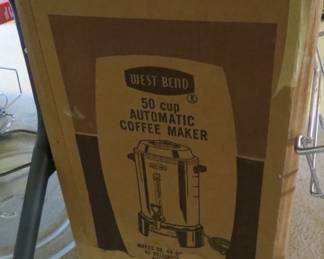 WEST BEND
®
50 cup
AUTOMATIC
COFFEE MAKER